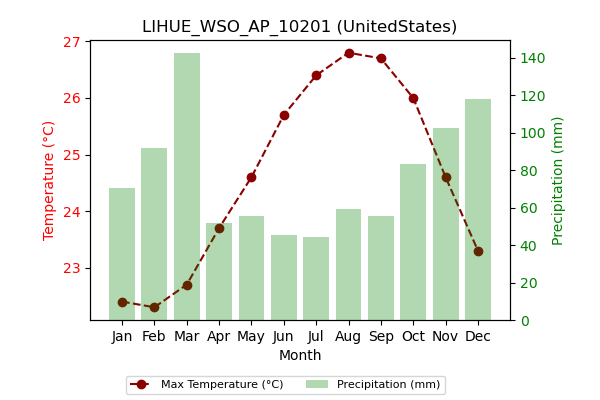 LIHUE_WSO_AP_10201 (UnitedStates)
27
26
25
24
23
Temperature (°C)
140
120
100
80
60
40
20
0
Precipitation (mm)
Jan Feb Mar Apr May Jun Jul Aug Sep Oct Nov Dec
Month
Max Temperature (°C) Precipitation (mm)